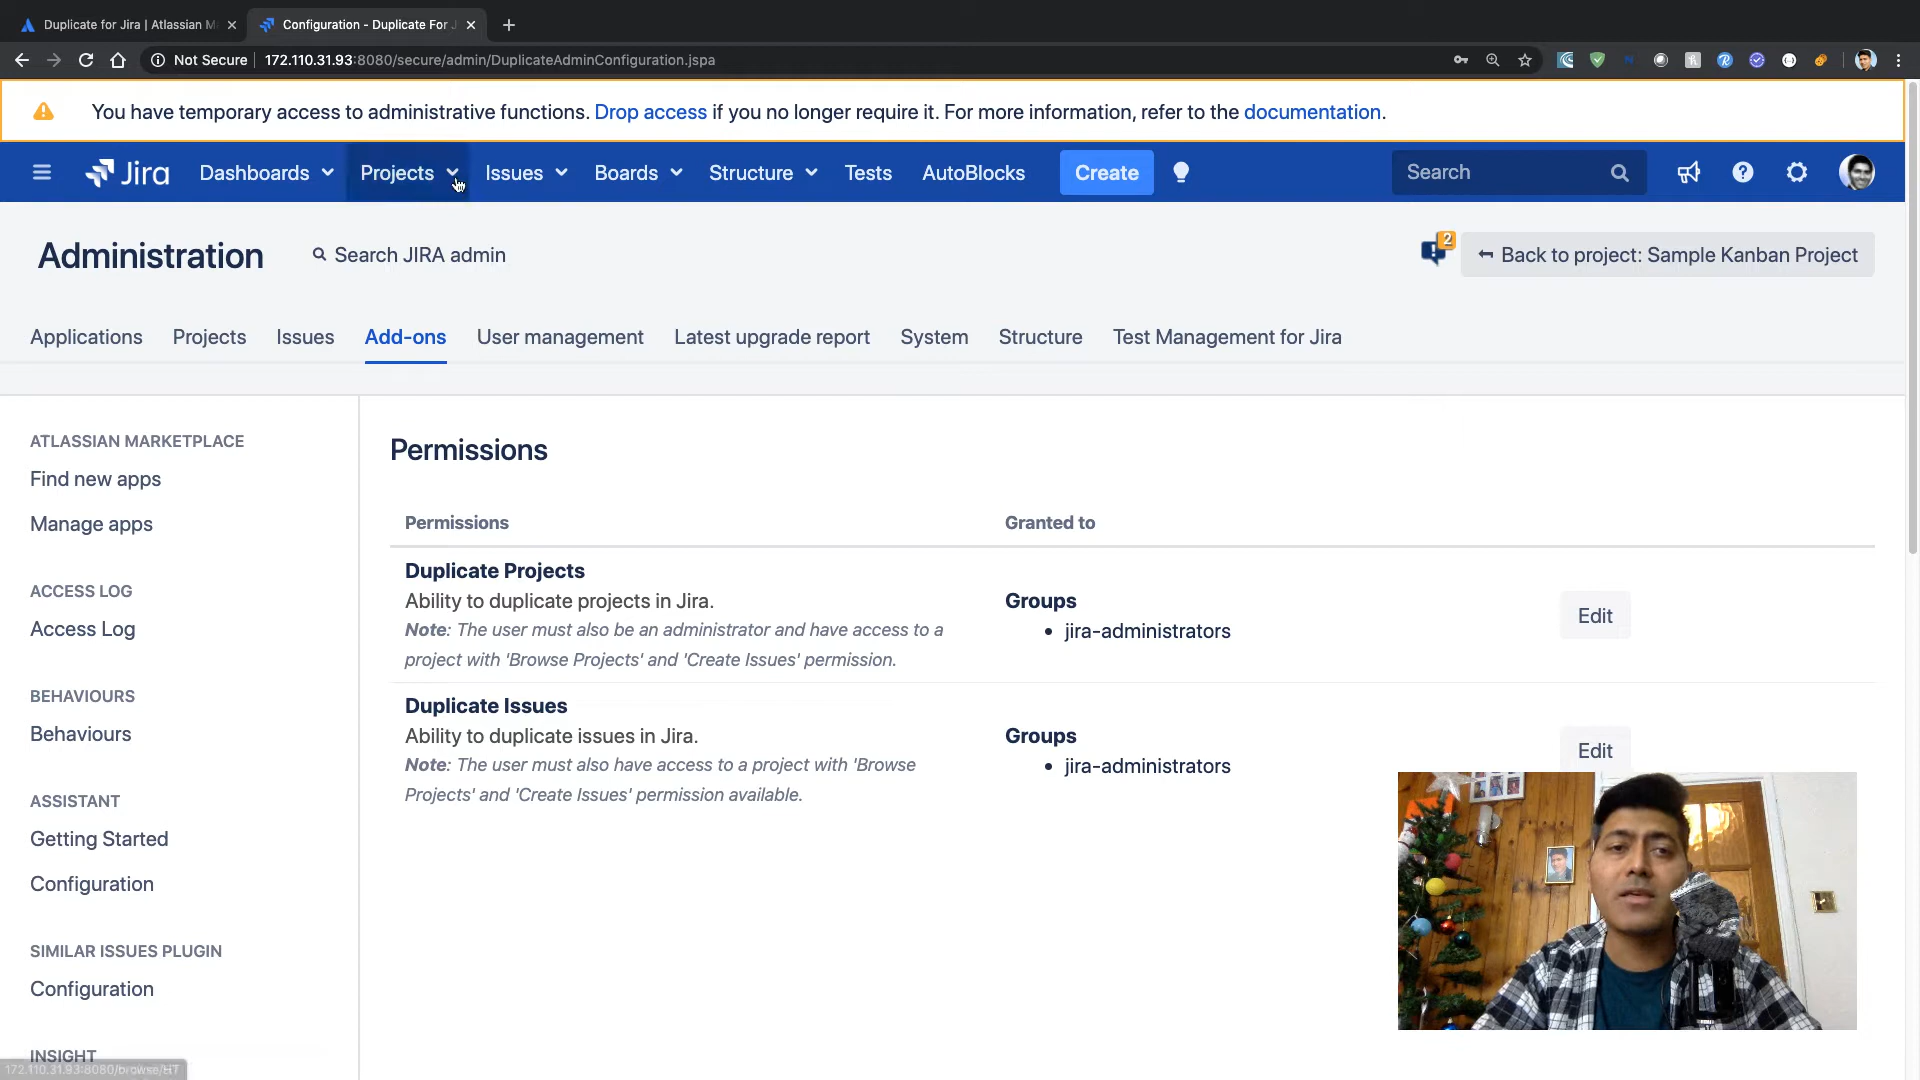 Duplicate for Jira | Atlassian M
Configuration - Duplicate For J
Not Secure
172.110.31.93:8080/secure/admin/DuplicateAdminConfiguration.jspa
You have temporary access to administrative functions. Drop access if you no longer require it. For more information, refer to the documentation.
Jira
Dashboards
Projects
Issues
Boards
Structure
Tests
AutoBlocks
Create
Search
Administration
Search JIRA admin
2
Back to project: Sample Kanban Project
Applications
Projects
Issues
Add-ons
User management
Latest upgrade report
System
Structure
Test Management for Jira
ATLASSIAN MARKETPLACE
Find new apps
Manage apps
ACCESS LOG
Access Log
BEHAVIOURS
Behaviours
ASSISTANT
Getting Started
Configuration
SIMILAR ISSUES PLUGIN
Configuration
INSIGHT
172.110.31.93:8080/browse/HT
Permissions
Permissions
Granted to
Duplicate Projects
Ability to duplicate projects in Jira.
Note: The user must also be an administrator and have access to a
project with 'Browse Projects' and 'Create Issues' permission.
Groups
• jira-administrators
Edit
Duplicate Issues
Ability to duplicate issues in Jira.
Note: The user must also have access to a project with 'Browse
Projects' and 'Create Issues' permission available.
Groups
• jira-administrators
Edit